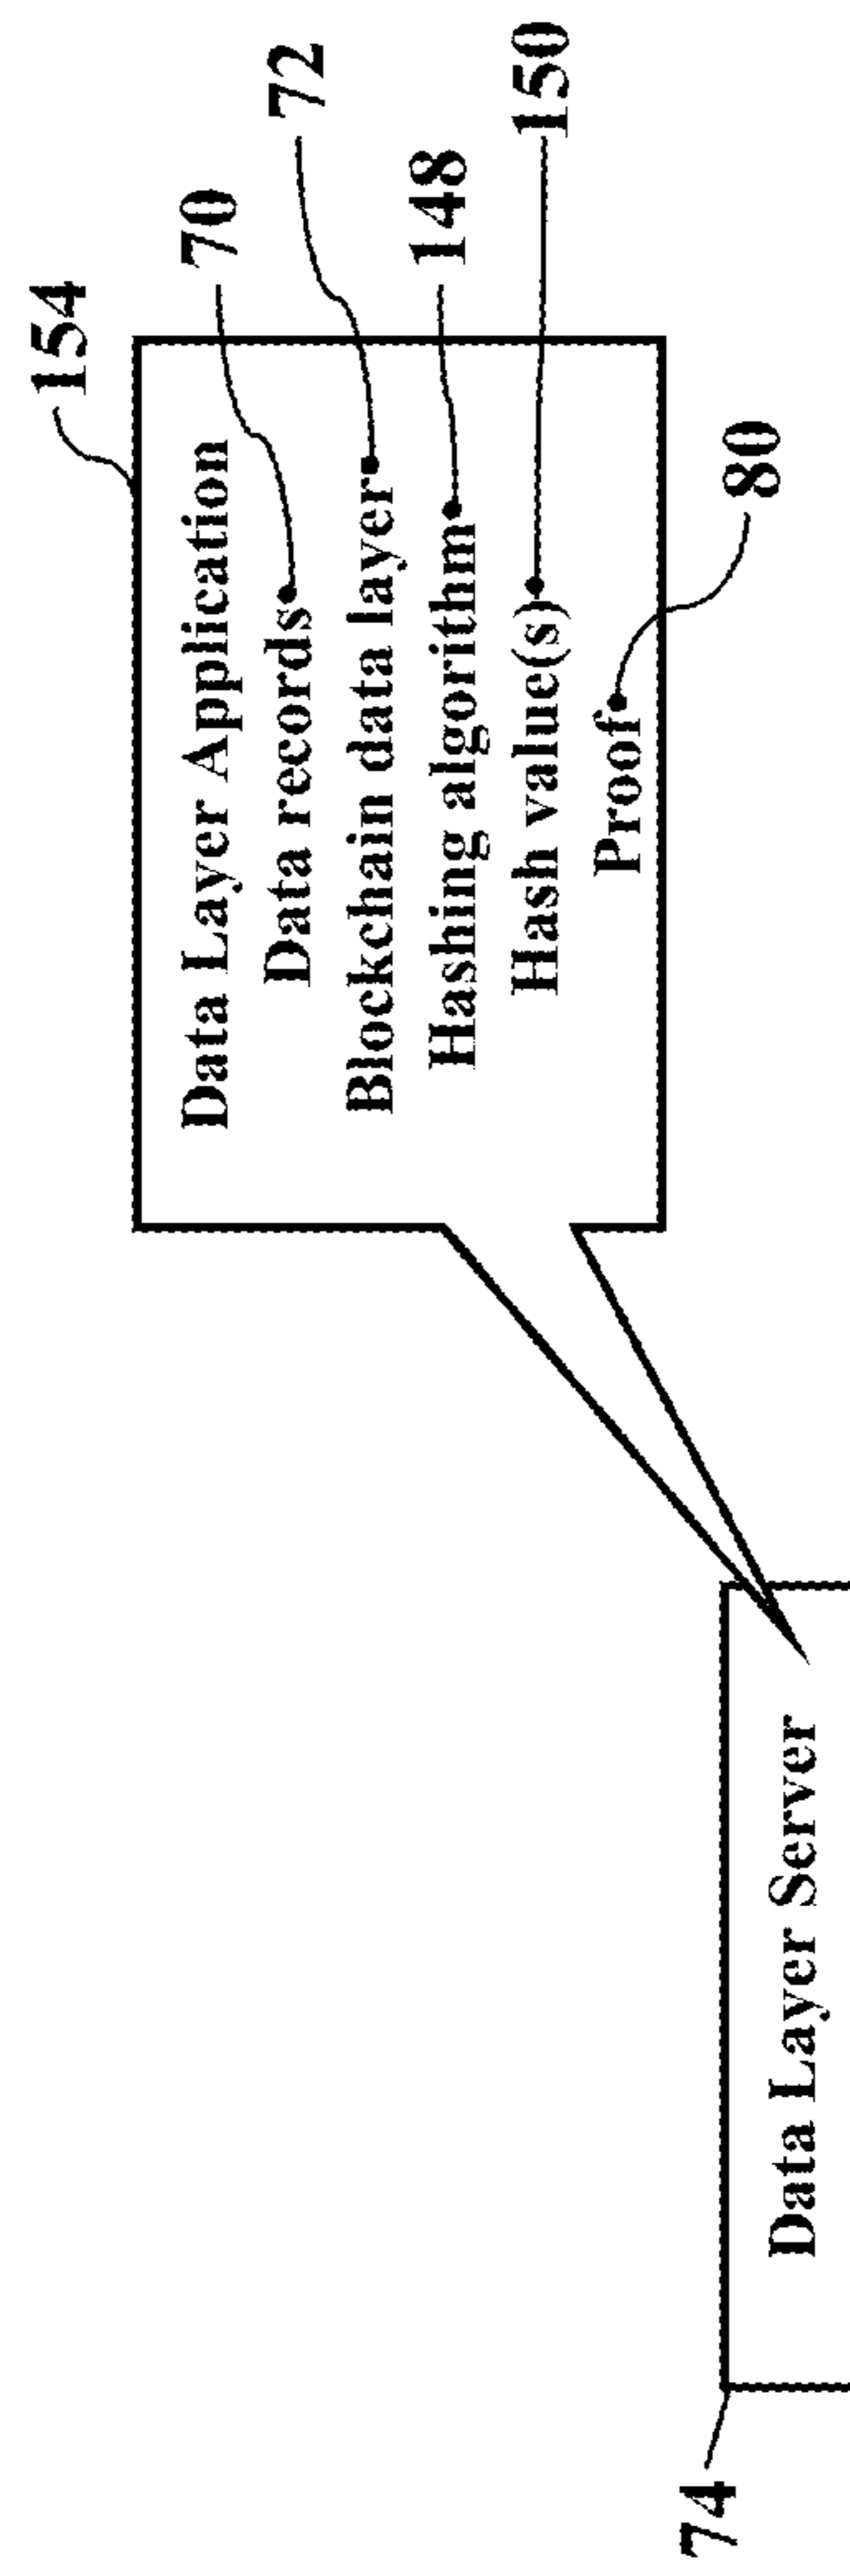 154
Data Layer Application
Data records 70
Blockchain data layer 72
Hashing algorithm 148
Hash value(s) 150
Proof 80
74
Data Layer Server